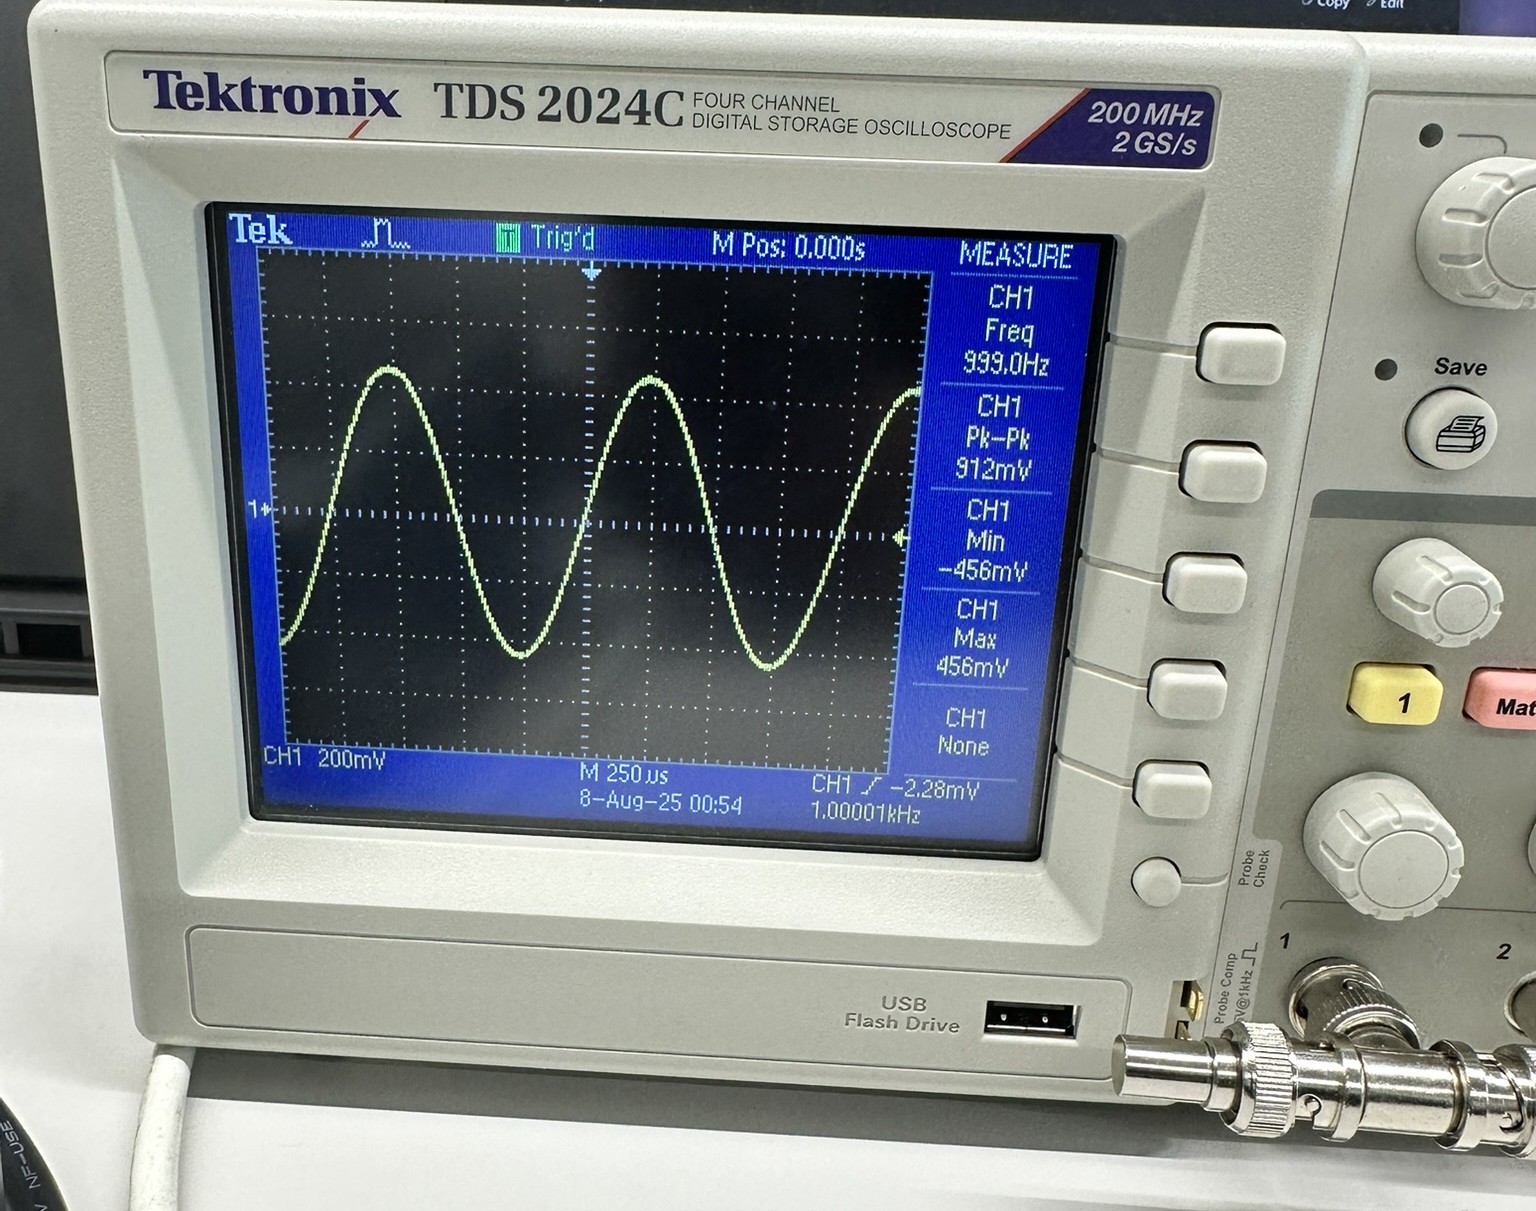 Copy Edit
Tektronix TDS 2024C FOUR CHANNEL
DIGITAL STORAGE OSCILLOSCOPE
200 MHz
2 GS/s
Tek
T Trig'd
M Pos: 0.000s
MEASURE
CH1
Freq
999.0Hz
CH1
Pk-Pk
912mV
CH1
Min
-456mV
CH1
Max
456mV
CH1
None
1
CH1 200mV
M 250µs
CH1 -2.28mV
8-Aug-25 00:54
1.00001kHz
Save
1
Mat
Probe
Check
1
2
Probe Comp
V@1kHz
USB
Flash Drive
NF-USE